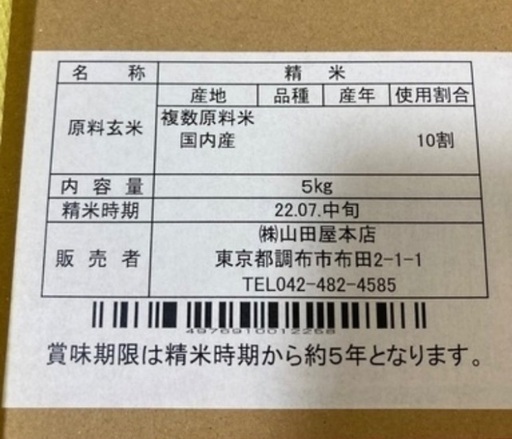 名称 精米
原料玄米 産地 品種 産年 使用割合
複数原料米
国内産 10割
内容量 5kg
精米時期 22.07.中旬
販売者 ㈱山田屋本店
東京都調布市布田2-1-1
TEL042-482-4585
4976910012268
賞味期限は精米時期から約5年となります。